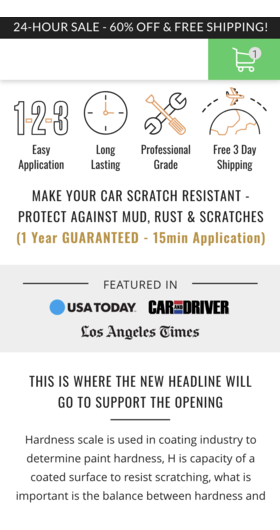 24-HOUR SALE - 60% OFF & FREE SHIPPING!
1
1-2-3
Easy Application
Long Lasting
Professional Grade
Free 3 Day Shipping
MAKE YOUR CAR SCRATCH RESISTANT -
PROTECT AGAINST MUD, RUST & SCRATCHES
(1 Year GUARANTEED - 15min Application)
FEATURED IN
USA TODAY
CAR AND DRIVER
Los Angeles Times
THIS IS WHERE THE NEW HEADLINE WILL
GO TO SUPPORT THE OPENING
Hardness scale is used in coating industry to
determine paint hardness, H is capacity of a
coated surface to resist scratching, what is
important is the balance between hardness and